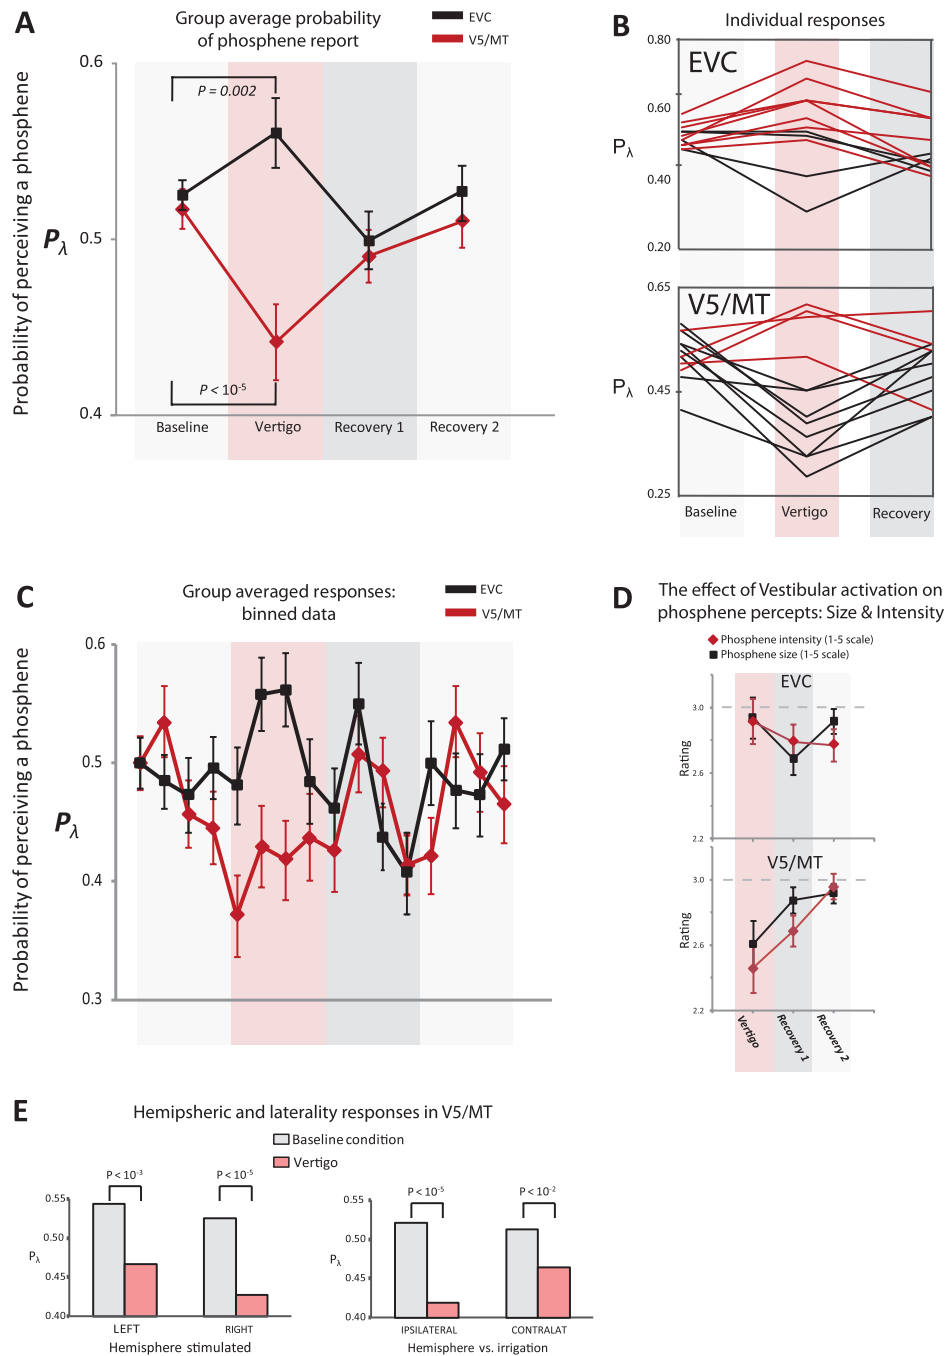 A
Group average probability
of phosphene report
EVC
V5/MT
Probability of perceiving a phosphene
Pλ
0.6
0.5
0.4
P = 0.002
P < 10-5
Baseline
Vertigo
Recovery 1
Recovery 2
B
Individual responses
EVC
0.80
0.60
Pλ
0.40
0.20
V5/MT
0.65
Pλ
0.45
0.25
Baseline
Vertigo
Recovery
C
Group averaged responses:
binned data
EVC
V5/MT
Probability of perceiving a phosphene
Pλ
0.6
0.5
0.4
0.3
D
The effect of Vestibular activation on
phosphene percepts: Size & Intensity
Phosphene intensity (1-5 scale)
Phosphene size (1-5 scale)
EVC
3.0
Rating
2.6
2.2
V5/MT
3.0
Rating
2.6
2.2
Vertigo
Recovery 1
Recovery 2
E
Hemipsheric and laterality responses in V5/MT
Baseline condition
Vertigo
P < 10-3
P < 10-5
0.55
0.50
Pλ
0.45
0.40
LEFT
RIGHT
Hemisphere stimulated
P < 10-5
P < 10-2
0.55
0.50
Pλ
0.45
0.40
IPSILATERAL
CONTRALAT
Hemisphere vs. irrigation